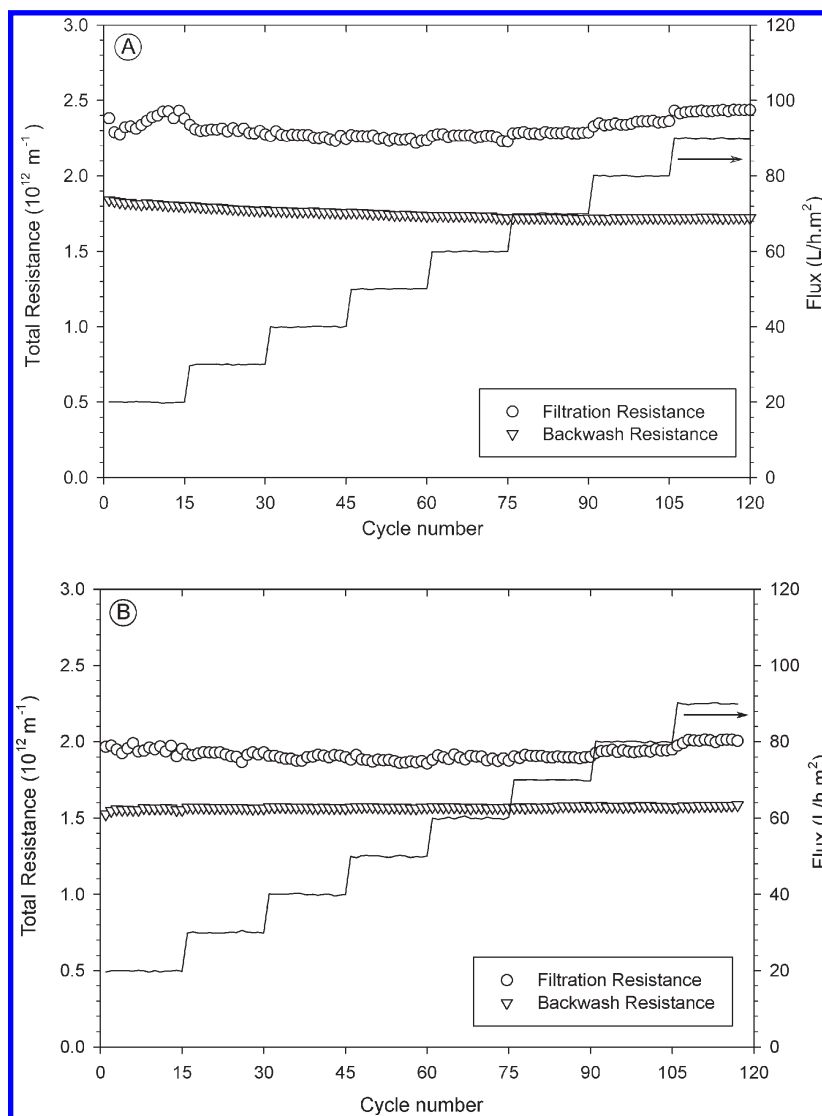 A
3.0
2.5
2.0
1.5
1.0
0.5
0.0
Total Resistance (10¹² m⁻¹)
120
100
80
60
40
20
0
Flux (L/h.m²)
Filtration Resistance
Backwash Resistance
0 15 30 45 60 75 90 105 120
Cycle number
B
3.0
2.5
2.0
1.5
1.0
0.5
0.0
Total Resistance (10¹² m⁻¹)
120
100
80
60
40
20
0
Flux (L/h.m²)
Filtration Resistance
Backwash Resistance
0 15 30 45 60 75 90 105 120
Cycle number